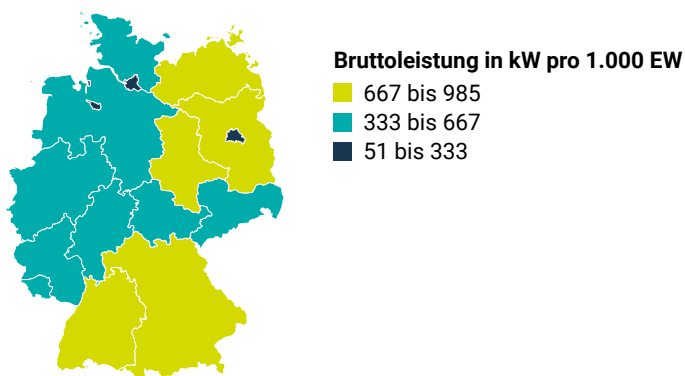 Bruttoleistung in kW pro 1.000 EW
667 bis 985
333 bis 667
51 bis 333